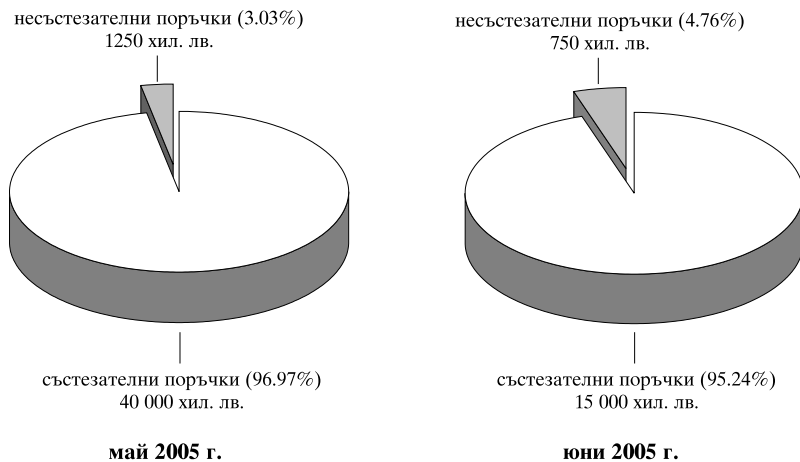 несъстезателни поръчки (3.03%)
1250 хил. лв.
състезателни поръчки (96.97%)
40 000 хил. лв.
май 2005 г.
несъстезателни поръчки (4.76%)
750 хил. лв.
състезателни поръчки (95.24%)
15 000 хил. лв.
юни 2005 г.